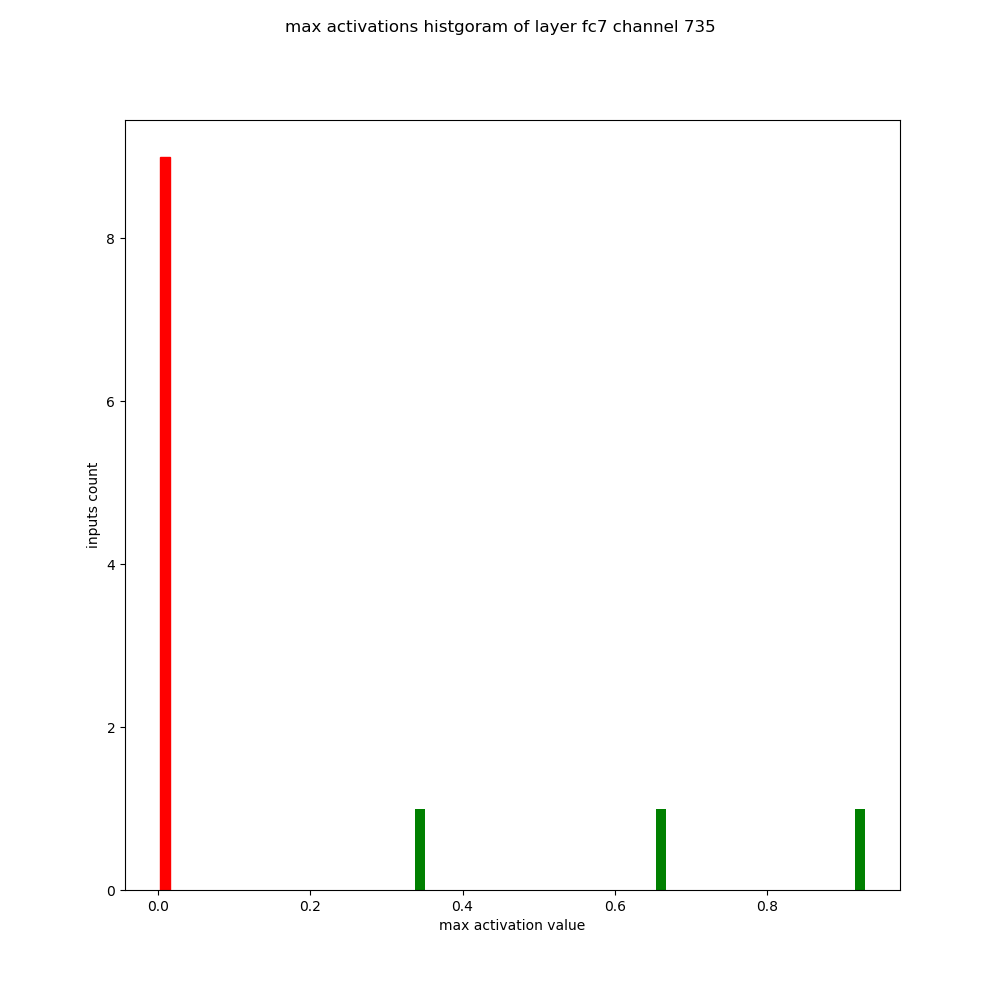 max activations histgoram of layer fc7 channel 735
8
6
4
2
0
inputs count
0.0 0.2 0.4 0.6 0.8
max activation value